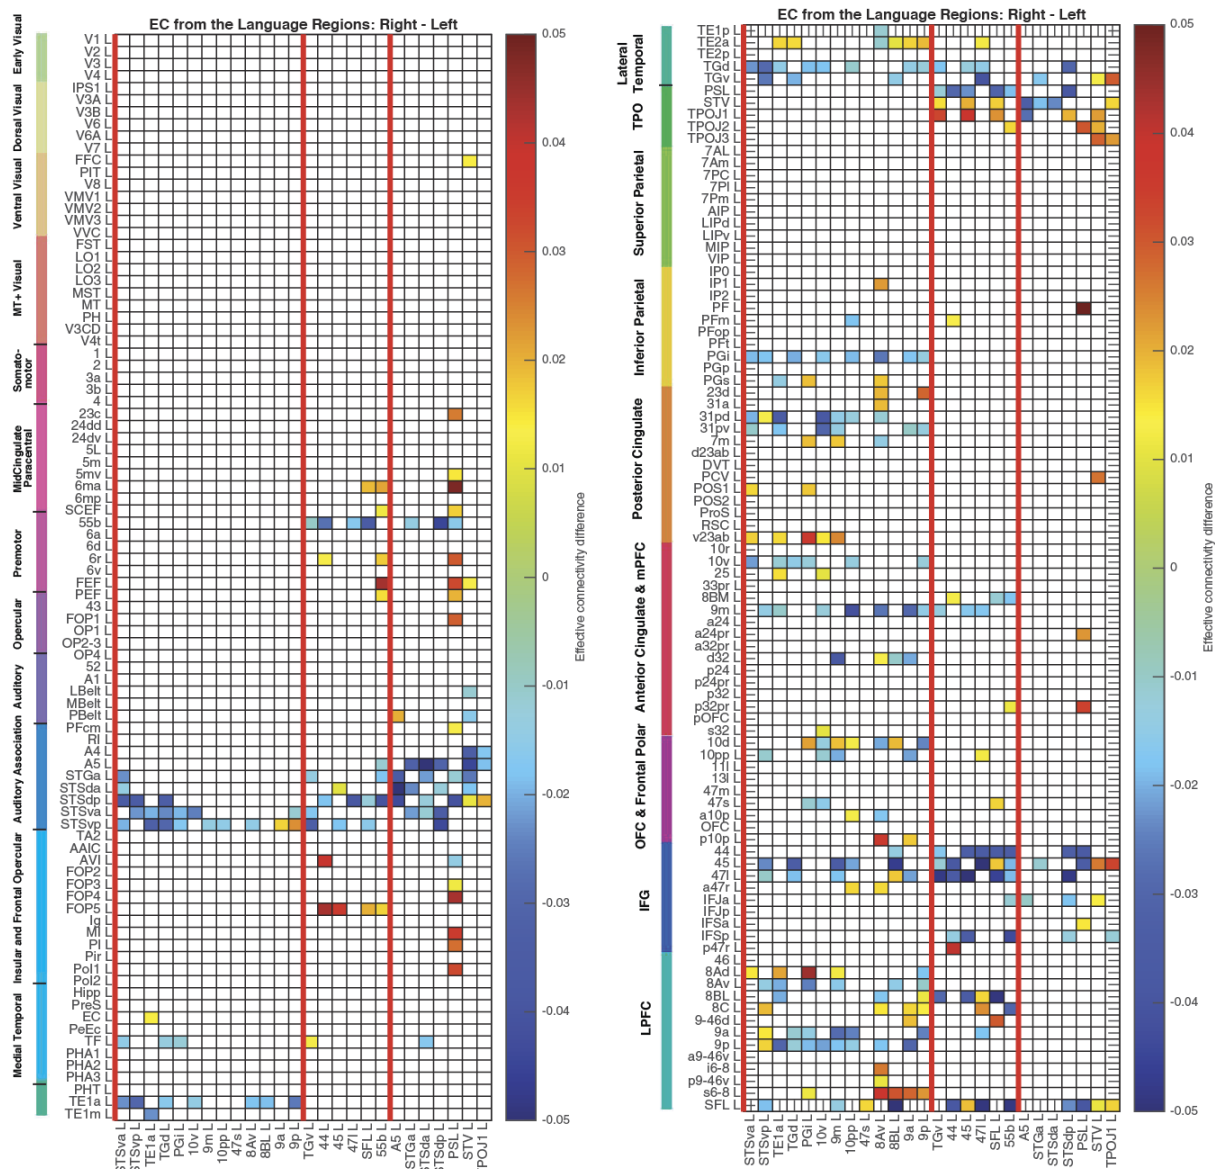 EC from the Language Regions: Right - Left
Early Visual
Dorsal Visual
Ventral Visual
MT+ Visual
Somato-
motor
MidCingulate
Paracentral
Premotor
Opercular
Auditory
Auditory Association
Insular and Frontal Opercular
Medial Temporal
V1 L
V2 L
V3 L
V4 L
IPS1 L
V3A L
V3B L
V6 L
V6A L
V7 L
FFC L
PIT L
V8 L
VMV1 L
VMV2 L
VMV3 L
VVC L
FST L
LO1 L
LO2 L
LO3 L
MST L
MT L
PH L
V3CD L
V4t L
1 L
2 L
3a L
3b L
4 L
23c L
24dd L
24dv L
5L L
5m L
5mv L
6ma L
6mp L
SCEF L
55b L
6a L
6d L
6r L
6v L
FEF L
PEF L
43 L
FOP1 L
OP1 L
OP2-3 L
OP4 L
52 L
A1 L
LBelt L
MBelt L
PBelt L
PFcm L
RI L
A4 L
A5 L
STGa L
STSda L
STSdp L
STSva L
STSvp L
TA2 L
AAIC L
AVI L
FOP2 L
FOP3 L
FOP4 L
FOP5 L
Ig L
MI L
PI L
Pir L
PoI1 L
PoI2 L
Hipp L
PreS L
EC L
PeEc L
TF L
PHA1 L
PHA2 L
PHA3 L
PHT L
TE1a L
TE1m L
STSva L
STSvp L
TE1a L
TGd L
PGi L
10v L
9m L
10pp L
47s L
8Av L
8BL L
9a L
9p L
TGv L
44 L
45 L
47l L
SFL L
55b L
A5 L
STGa L
STSda L
STSdp L
PSL L
STV L
TPOJ1 L
0.05
0.04
0.03
0.02
0.01
0
-0.01
-0.02
-0.03
-0.04
-0.05
Effective connectivity difference
EC from the Language Regions: Right - Left
Lateral
Temporal
TPO
Superior Parietal
Inferior Parietal
Posterior Cingulate
Anterior Cingulate & mPFC
OFC & Frontal Polar
IFG
LPFC
TE1p L
TE2a L
TE2p L
TGd L
TGv L
PSL L
STV L
TPOJ1 L
TPOJ2 L
TPOJ3 L
7AL L
7Am L
7PC L
7Pl L
7Pm L
AIP L
LIPd L
LIPv L
MIP L
VIP L
IP0 L
IP1 L
IP2 L
PF L
PFm L
PFop L
PFt L
PGi L
PGp L
PGs L
23d L
31a L
31pd L
31pv L
7m L
d23ab L
DVT L
PCV L
POS1 L
POS2 L
ProS L
RSC L
v23ab L
10r L
10v L
25 L
33pr L
8BM L
9m L
a24 L
a24pr L
a32pr L
d32 L
p24 L
p24pr L
p32 L
p32pr L
pOFC L
s32 L
10d L
10pp L
11l L
13l L
47m L
47s L
a10p L
OFC L
p10p L
44 L
45 L
47l L
a47r L
IFJa L
IFJp L
IFSa L
IFSp L
p47r L
46 L
8Ad L
8Av L
8BL L
8C L
9-46d L
9a L
9p L
a9-46v L
i6-8 L
p9-46v L
s6-8 L
SFL L
STSva L
STSvp L
TE1a L
TGd L
PGi L
10v L
9m L
10pp L
47s L
8Av L
8BL L
9a L
9p L
TGv L
44 L
45 L
47l L
SFL L
55b L
A5 L
STGa L
STSda L
STSdp L
PSL L
STV L
TPOJ1 L
0.05
0.04
0.03
0.02
0.01
0
-0.01
-0.02
-0.03
-0.04
-0.05
Effective connectivity difference